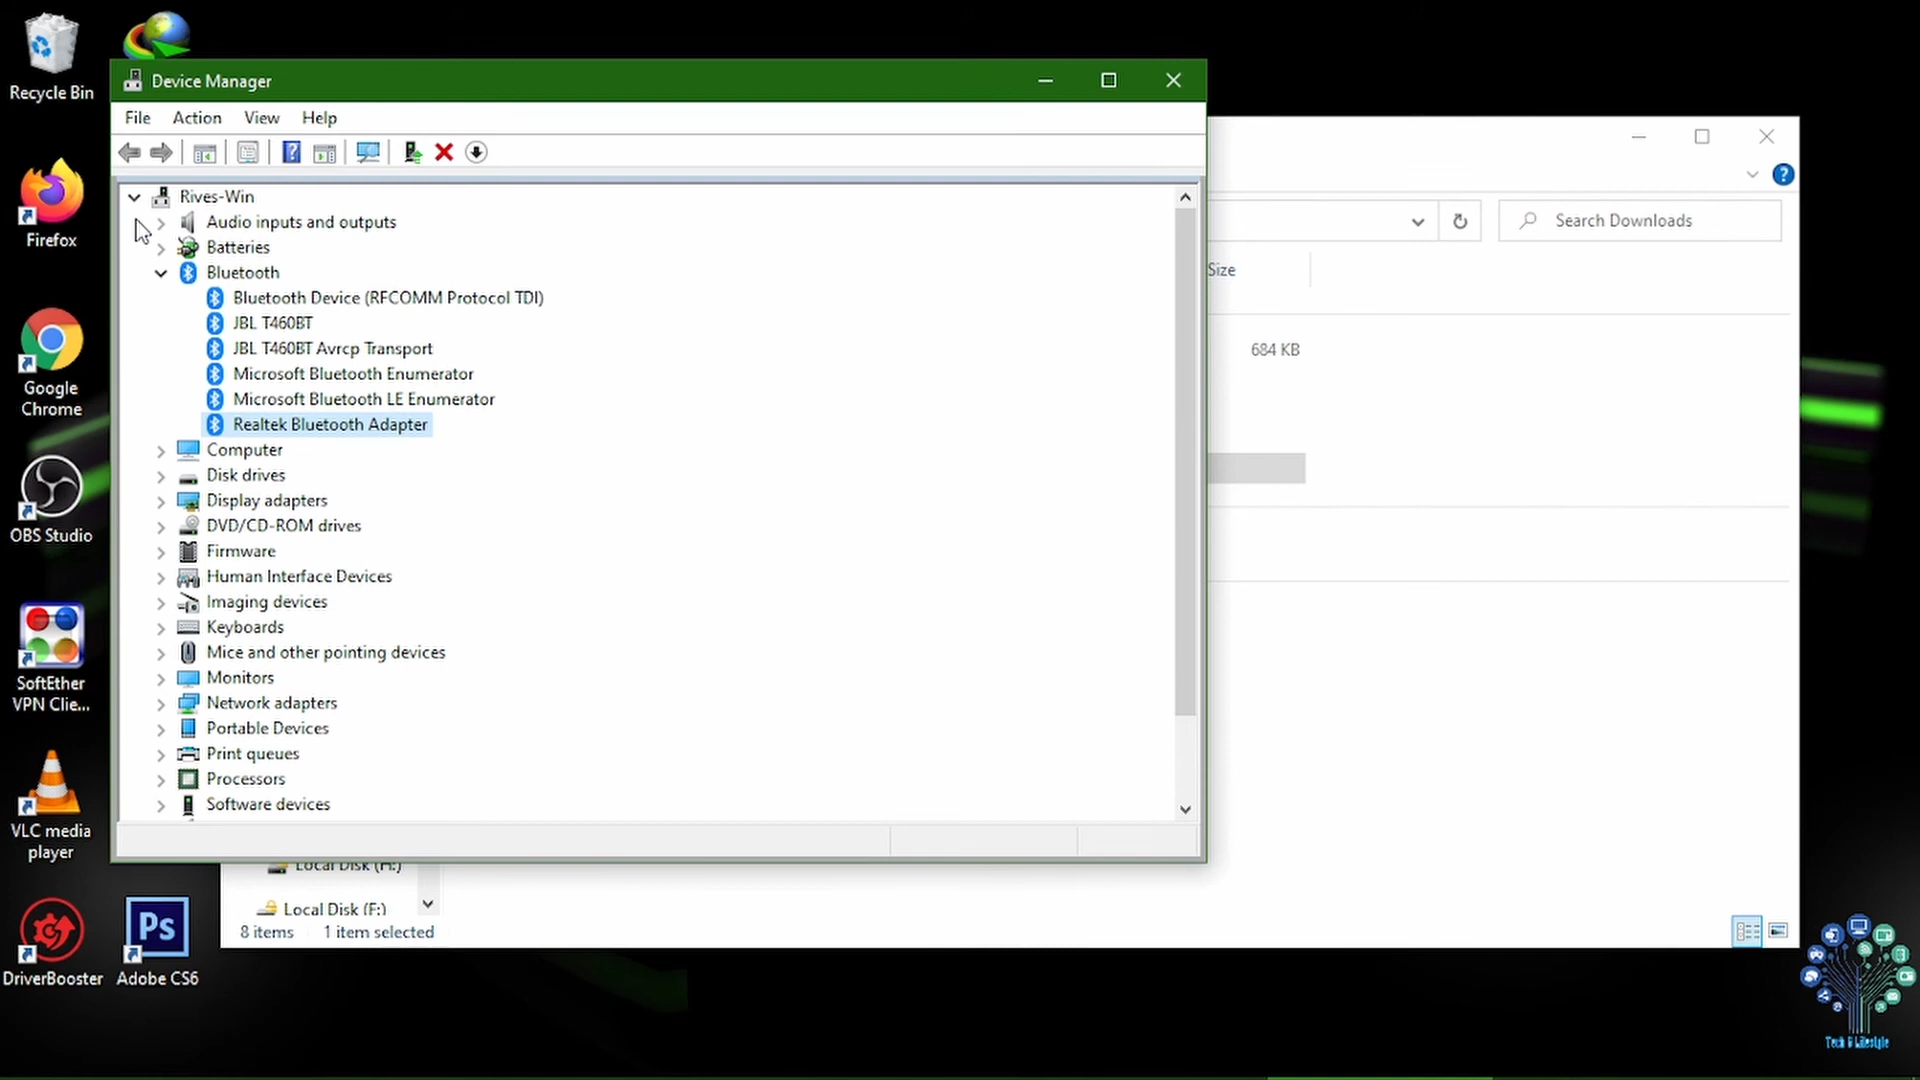 Recycle Bin
Firefox
Google
Chrome
OBS Studio
SoftEther
VPN Clie...
VLC media
player
DriverBooster
Ps
Adobe CS6
Device Manager
File Action View Help
Rives-Win
Audio inputs and outputs
Batteries
Bluetooth
Bluetooth Device (RFCOMM Protocol TDI)
JBL T460BT
JBL T460BT Avrcp Transport
Microsoft Bluetooth Enumerator
Microsoft Bluetooth LE Enumerator
Realtek Bluetooth Adapter
Computer
Disk drives
Display adapters
DVD/CD-ROM drives
Firmware
Human Interface Devices
Imaging devices
Keyboards
Mice and other pointing devices
Monitors
Network adapters
Portable Devices
Print queues
Processors
Software devices
Search Downloads
Size
684 KB
Local Disk (H:)
Local Disk (F:)
8 items 1 item selected
Tech & Lifestyle